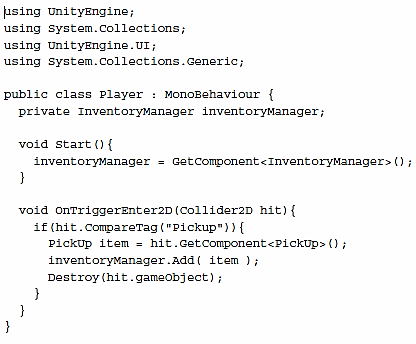 using UnityEngine;
using System.Collections;
using UnityEngine.UI;
using System.Collections.Generic;

public class Player : MonoBehaviour {
  private InventoryManager inventoryManager;

  void Start(){
    inventoryManager = GetComponent<InventoryManager>();
  }

  void OnTriggerEnter2D(Collider2D hit){
    if(hit.CompareTag("Pickup")){
      PickUp item = hit.GetComponent<PickUp>();
      inventoryManager.Add( item );
      Destroy(hit.gameObject);
    }
  }
}